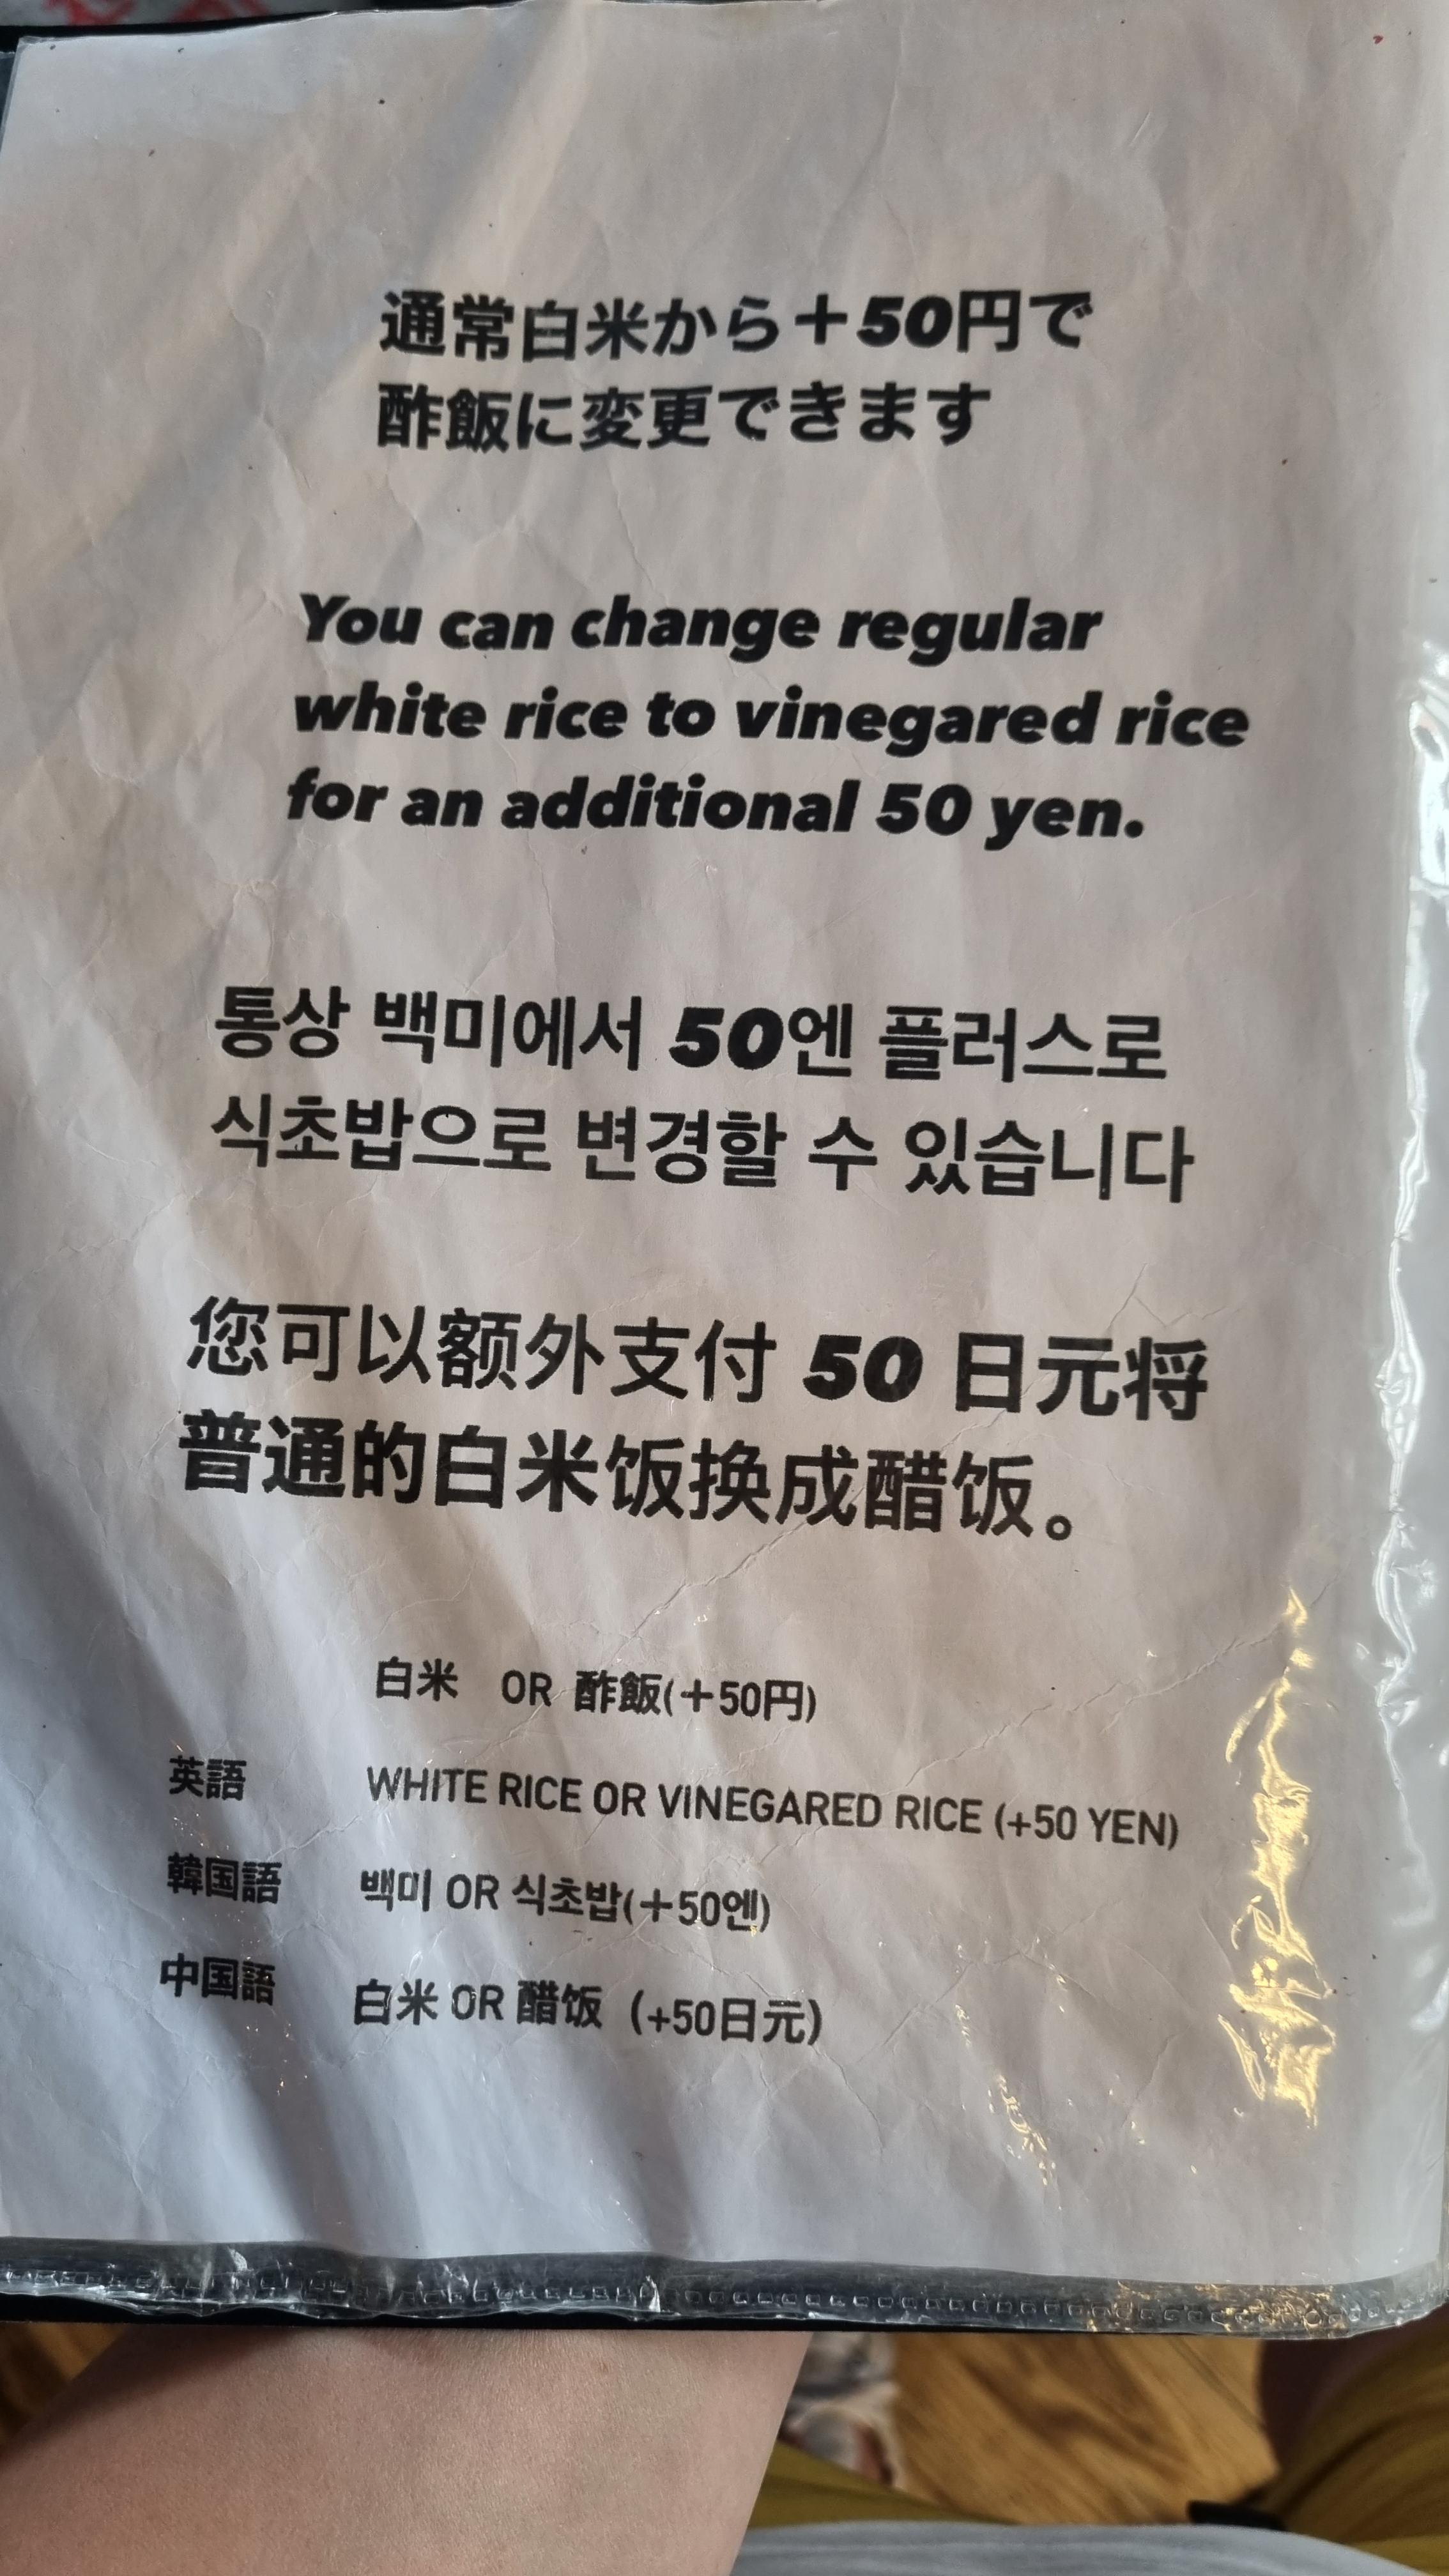 通常白米から＋50円で
酢飯に変更できます
You can change regular
white rice to vinegared rice
for an additional 50 yen.
통상 백미에서 50엔 플러스로
식초밥으로 변경할 수 있습니다
您可以额外支付 50 日元将
普通的白米饭换成醋饭。
白米 OR 酢飯(＋50円)
英語 WHITE RICE OR VINEGARED RICE (+50 YEN)
韓国語 백미 OR 식초밥(＋50엔)
中国語 白米 OR 醋饭 (+50日元)